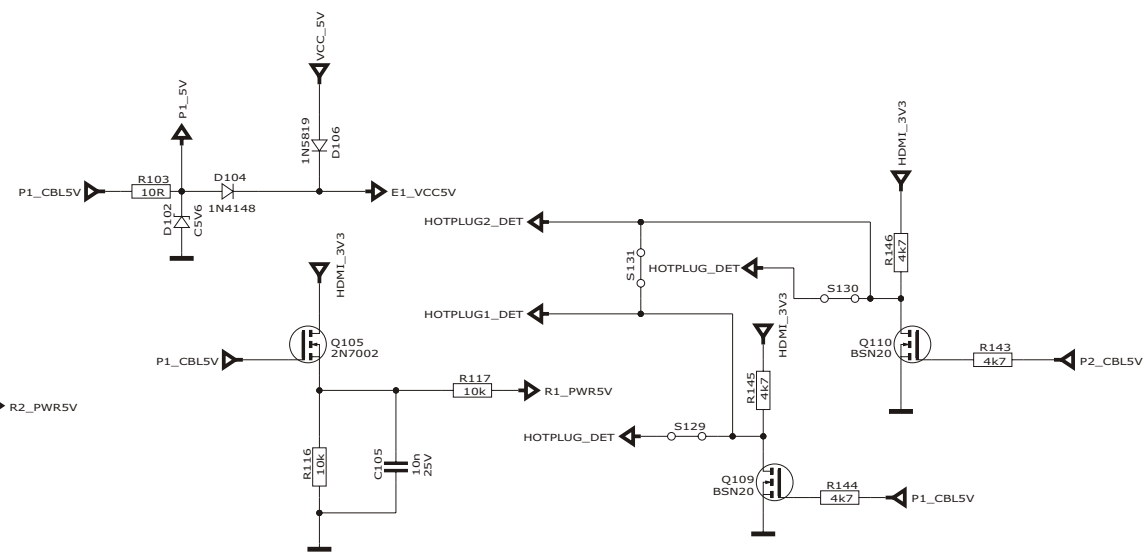 VCC_5V
P1_5V
1N5819
D106
HDMI_3V3
P1_CBL5V
R103
10R
D104
1N4148
E1_VCC5V
D102
C5V6
HOTPLUG2_DET
R146
4k7
S131
HOTPLUG_DET
HDMI_3V3
S130
HOTPLUG1_DET
HDMI_3V3
Q105
2N7002
P1_CBL5V
Q110
BSN20
R143
4k7
P2_CBL5V
R117
10k
R1_PWR5V
R145
4k7
R2_PWR5V
HOTPLUG_DET
S129
R116
10k
C105
10n
25V
Q109
BSN20
R144
4k7
P1_CBL5V